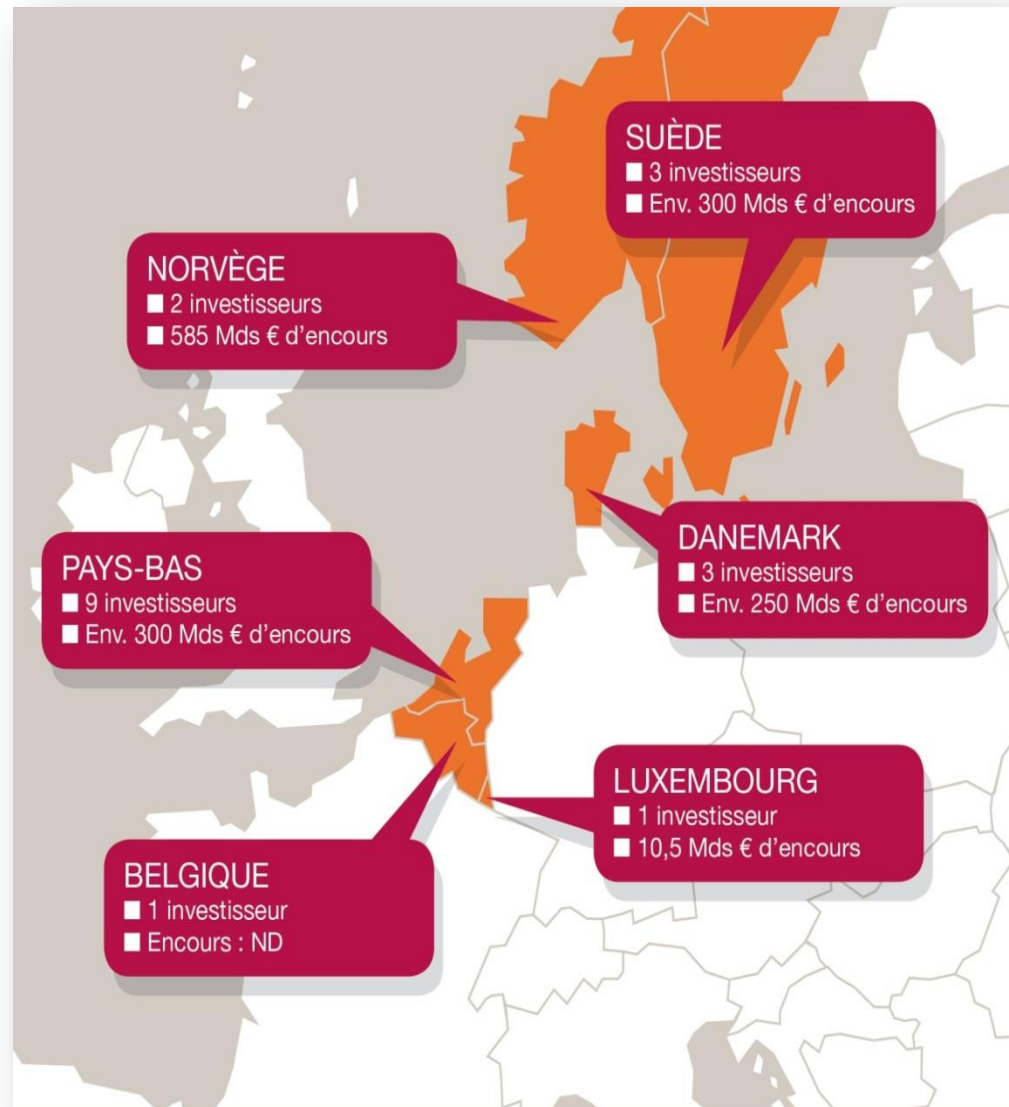 SUÈDE
■ 3 investisseurs
■ Env. 300 Mds € d'encours
NORVÈGE
■ 2 investisseurs
■ 585 Mds € d'encours
DANEMARK
■ 3 investisseurs
■ Env. 250 Mds € d'encours
PAYS-BAS
■ 9 investisseurs
■ Env. 300 Mds € d'encours
LUXEMBOURG
■ 1 investisseur
■ 10,5 Mds € d'encours
BELGIQUE
■ 1 investisseur
■ Encours : ND